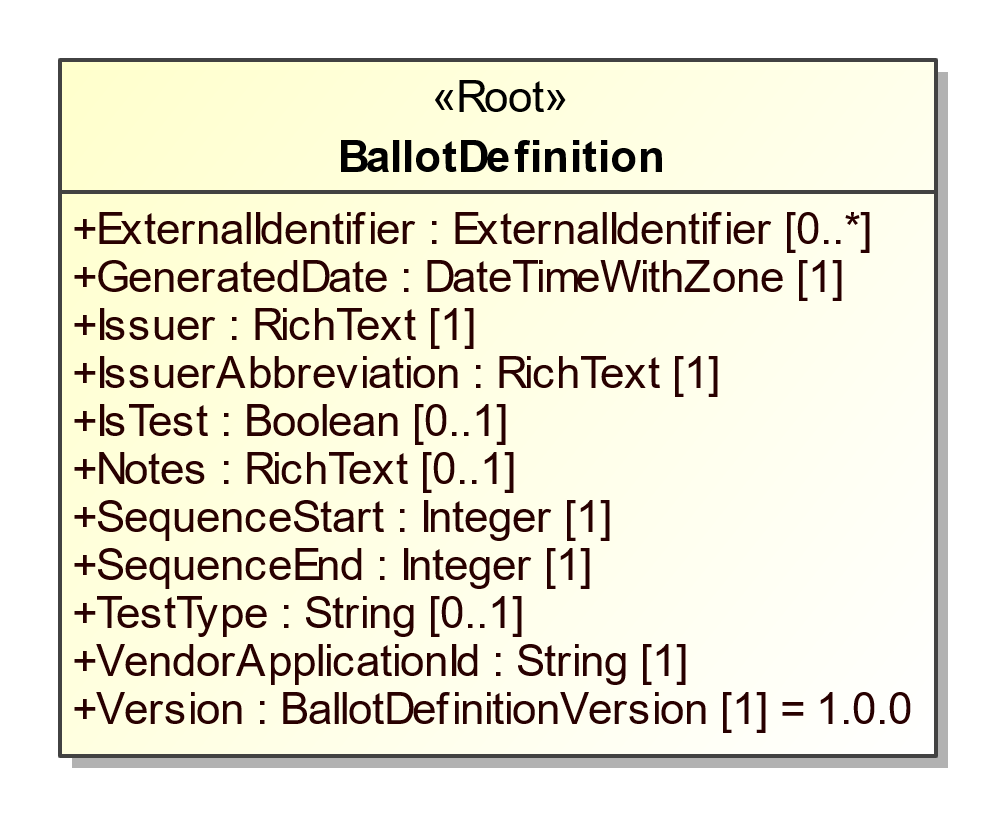 «Root»
BallotDefinition
+ExternalIdentifier : ExternalIdentifier [0..*]
+GeneratedDate : DateTimeWithZone [1]
+Issuer : RichText [1]
+IssuerAbbreviation : RichText [1]
+IsTest : Boolean [0..1]
+Notes : RichText [0..1]
+SequenceStart : Integer [1]
+SequenceEnd : Integer [1]
+TestType : String [0..1]
+VendorApplicationId : String [1]
+Version : BallotDefinitionVersion [1] = 1.0.0